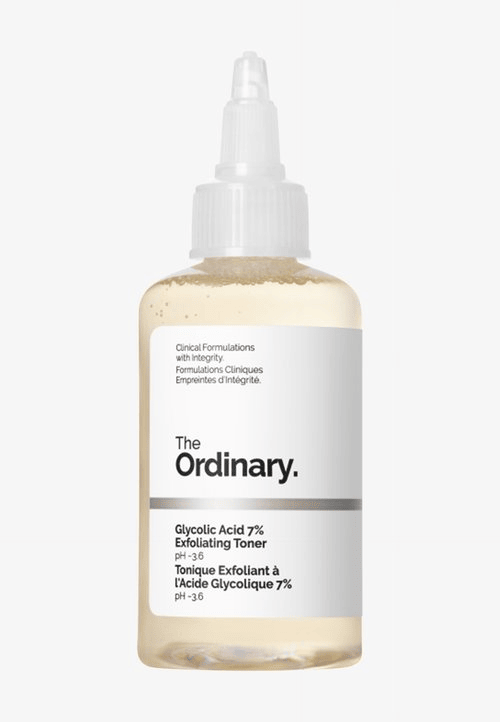 Clinical Formulations
with Integrity.
Formulations Cliniques
Empreintes d'Intégrité.
The
Ordinary.
Glycolic Acid 7%
Exfoliating Toner
pH ~3.6
Tonique Exfoliant à
l'Acide Glycolique 7%
pH ~3.6